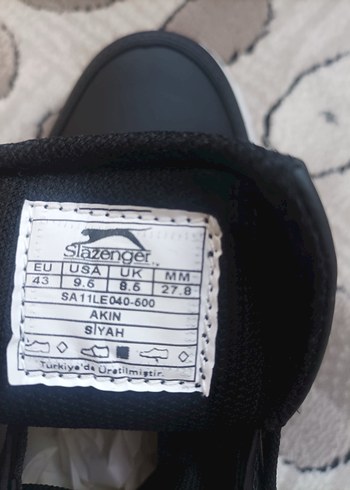 Slazenger
EU USA UK MM
43 9.5 8.5 27.8
SA11LE040-500
AKIN
SİYAH
Türkiye'de Üretilmiştir.